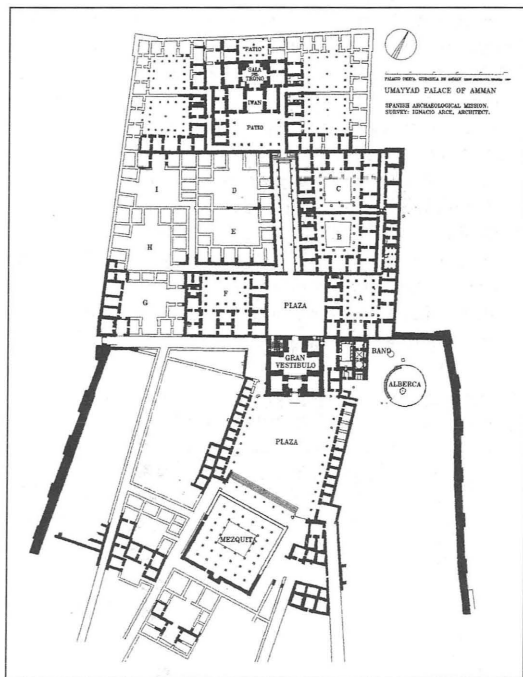 "PATIO"
SALA
DEL
TRONO
IWAN
PATIO
UMAYYAD PALACE OF AMMAN
SPANISH ARCHAEOLOGICAL MISSION.
SURVEY: IGNACIO ARCE, ARCHITECT.
I
D
C
E
B
H
G
F
PLAZA
A
GRAN
VESTIBULO
BAÑO
ALBERCA
PLAZA
MEZQUITA